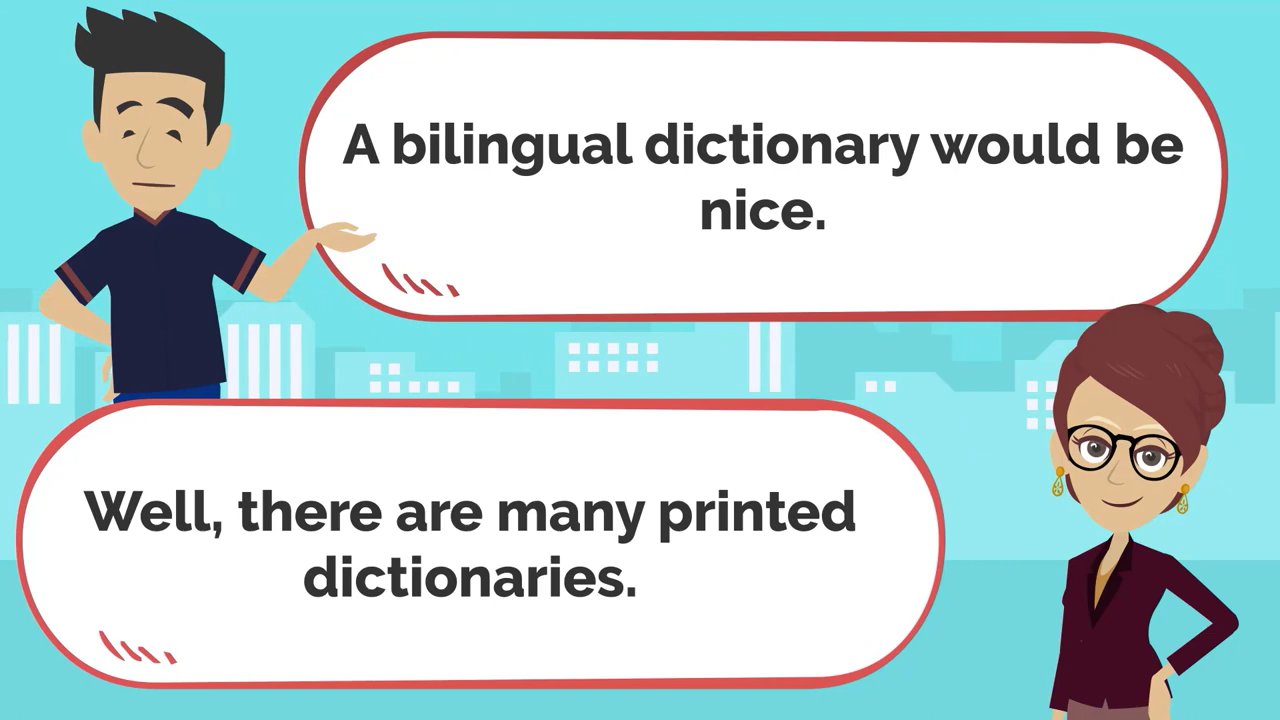 A bilingual dictionary would be
nice.
Well, there are many printed
dictionaries.